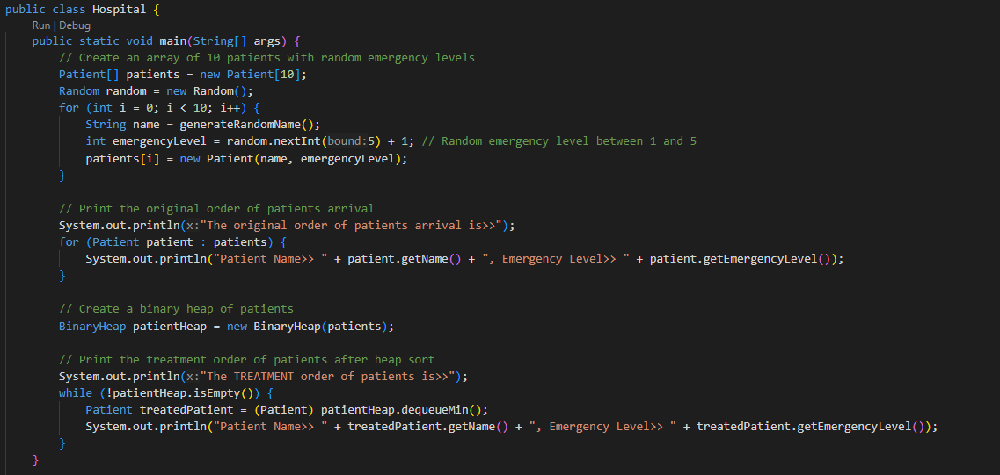 public class Hospital {
Run | Debug
public static void main(String[] args) {
// Create an array of 10 patients with random emergency levels
Patient[] patients = new Patient[10];
Random random = new Random();
for (int i = 0; i < 10; i++) {
String name = generateRandomName();
int emergencyLevel = random.nextInt(bound:5) + 1; // Random emergency level between 1 and 5
patients[i] = new Patient(name, emergencyLevel);
}
// Print the original order of patients arrival
System.out.println(x:"The original order of patients arrival is>>");
for (Patient patient : patients) {
System.out.println("Patient Name>> " + patient.getName() + ", Emergency Level>> " + patient.getEmergencyLevel());
}
// Create a binary heap of patients
BinaryHeap patientHeap = new BinaryHeap(patients);
// Print the treatment order of patients after heap sort
System.out.println(x:"The TREATMENT order of patients is>>");
while (!patientHeap.isEmpty()) {
Patient treatedPatient = (Patient) patientHeap.dequeueMin();
System.out.println("Patient Name>> " + treatedPatient.getName() + ", Emergency Level>> " + treatedPatient.getEmergencyLevel());
}
}